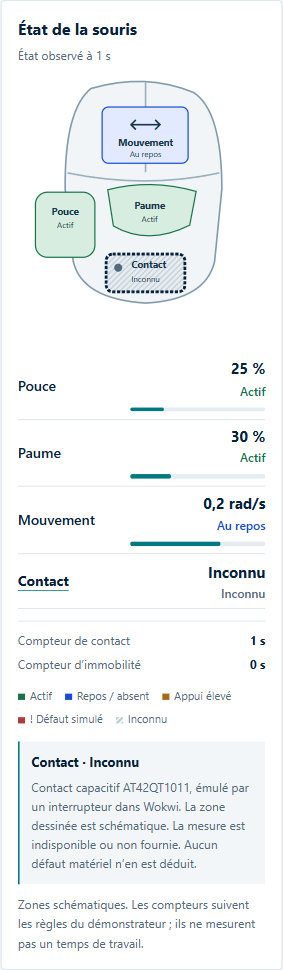 État de la souris
État observé à 1 s
Mouvement
Au repos
Pouce
Actif
Paume
Actif
Contact
Inconnu
25 %
Pouce
Actif
30 %
Paume
Actif
0,2 rad/s
Mouvement
Au repos
Contact
Inconnu
Inconnu
Compteur de contact 1 s
Compteur d’immobilité 0 s
Actif Repos / absent Appui élevé
! Défaut simulé Inconnu
Contact · Inconnu
Contact capacitif AT42QT1011, émulé par
un interrupteur dans Wokwi. La zone
dessinée est schématique. La mesure est
indisponible ou non fournie. Aucun
défaut matériel n’en est déduit.
Zones schématiques. Les compteurs suivent
les règles du démonstrateur ; ils ne mesurent
pas un temps de travail.